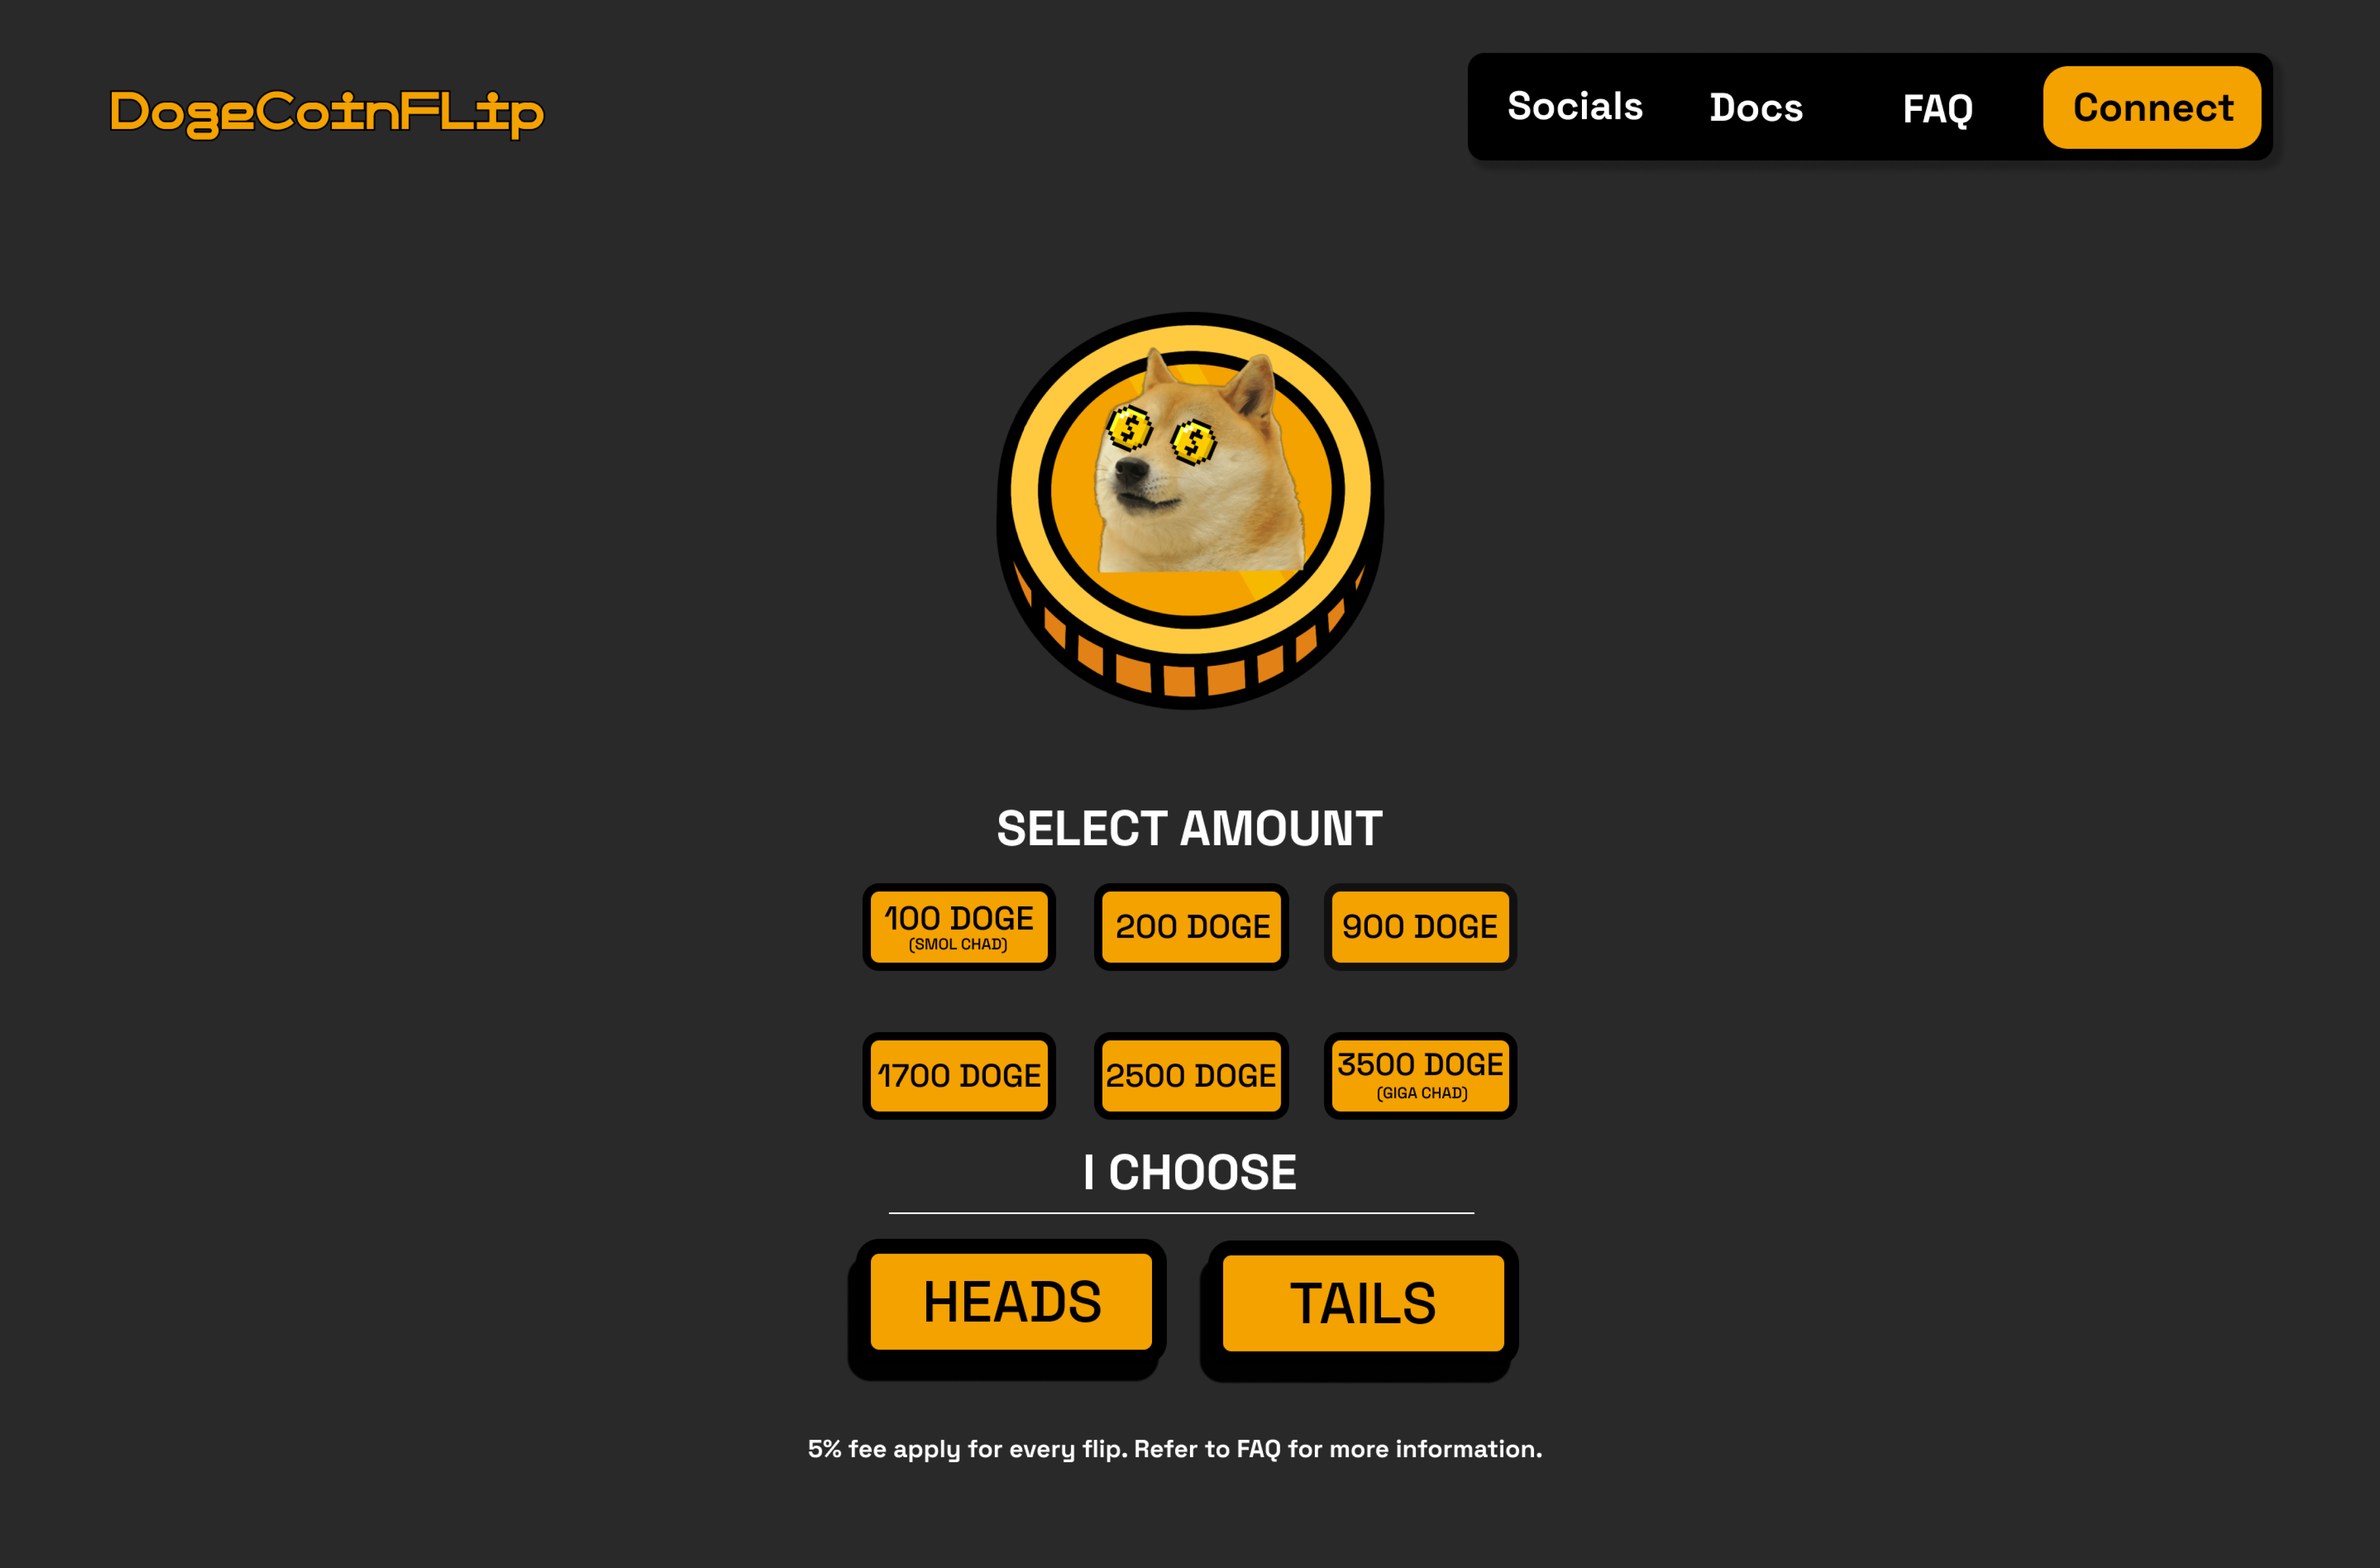 DogeCoinFLip
Socials Docs FAQ Connect
$ $
SELECT AMOUNT
100 DOGE 200 DOGE 900 DOGE
(SMOL CHAD)
1700 DOGE 2500 DOGE 3500 DOGE
(GIGA CHAD)
I CHOOSE
HEADS TAILS
5% fee apply for every flip. Refer to FAQ for more information.